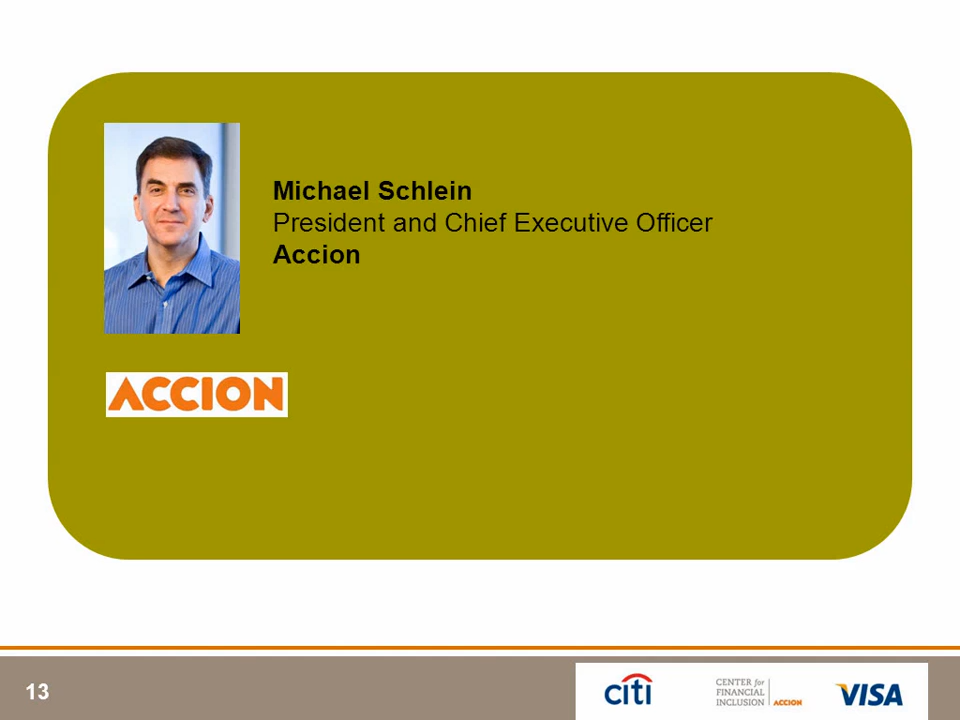 Michael Schlein
President and Chief Executive Officer
Accion
ACCION
13
citi
CENTER for
FINANCIAL
INCLUSION
ACCION
VISA